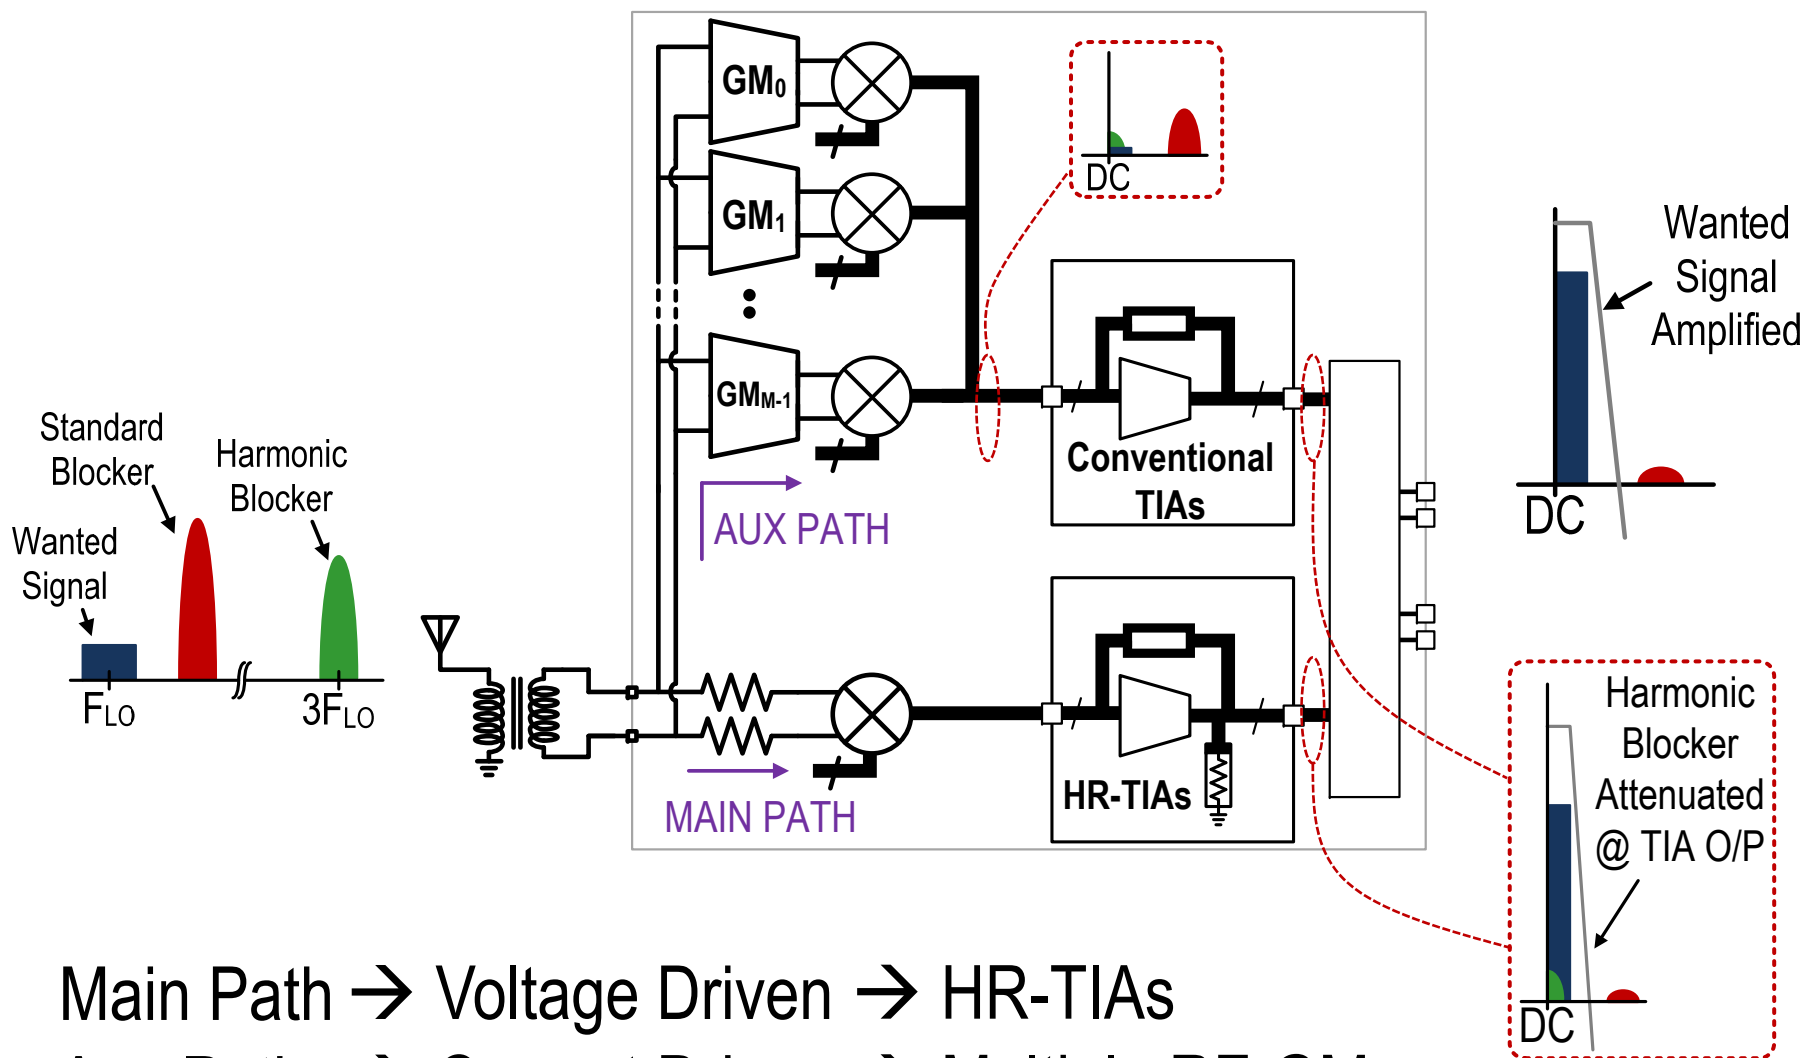 GM0
DC
GM1
Wanted
Signal
Amplified
GMM-1
Standard
Blocker
Harmonic
Blocker
Conventional
TIAs
DC
AUX PATH
Wanted
Signal
FLO
3FLO
Harmonic
Blocker
Attenuated
@ TIA O/P
HR-TIAs
MAIN PATH
DC
Main Path → Voltage Driven → HR-TIAs